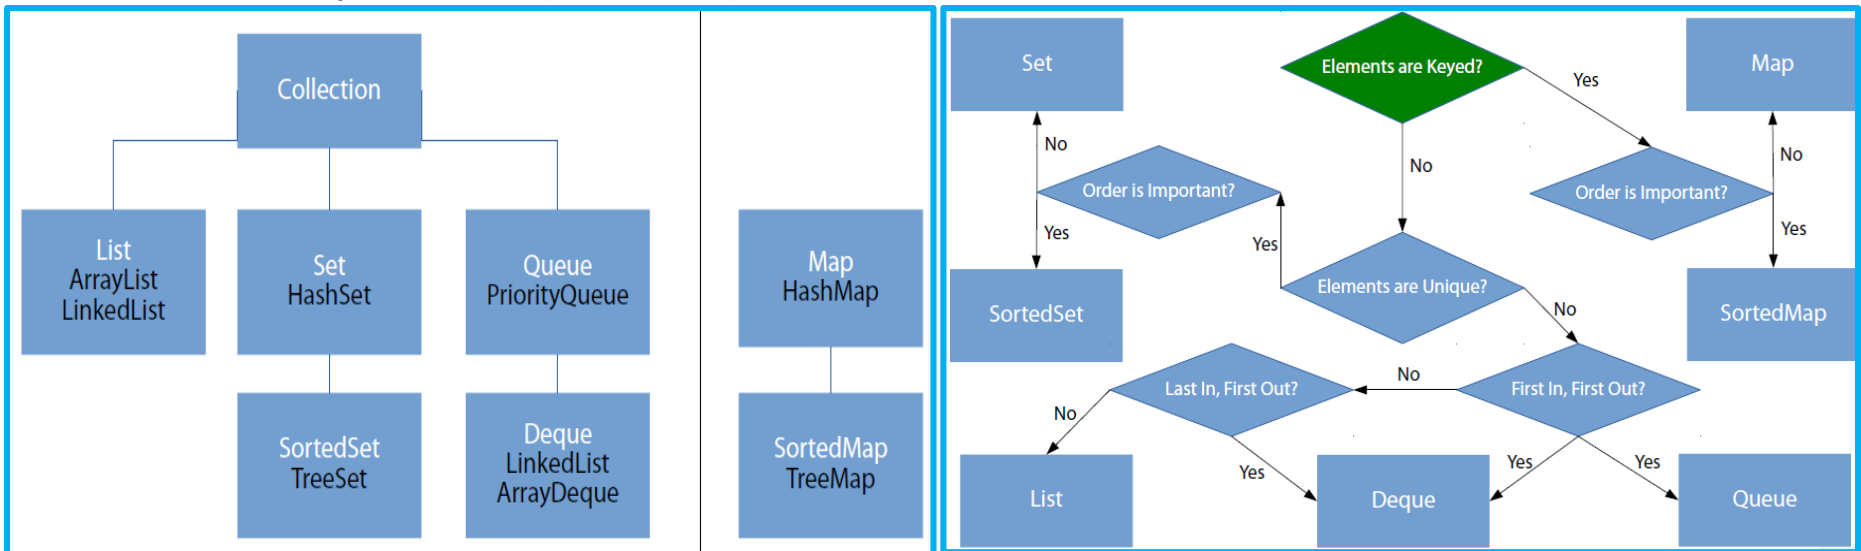 Collection
List
ArrayList
LinkedList
Set
HashSet
Queue
PriorityQueue
SortedSet
TreeSet
Deque
LinkedList
ArrayDeque
Map
HashMap
SortedMap
TreeMap
Set
Elements are Keyed?
Yes
Map
No
No
No
Order is Important?
Order is Important?
Yes
Yes
Yes
SortedSet
Elements are Unique?
No
SortedMap
Last In, First Out?
No
First In, First Out?
No
Yes
Yes
Yes
List
Deque
Queue